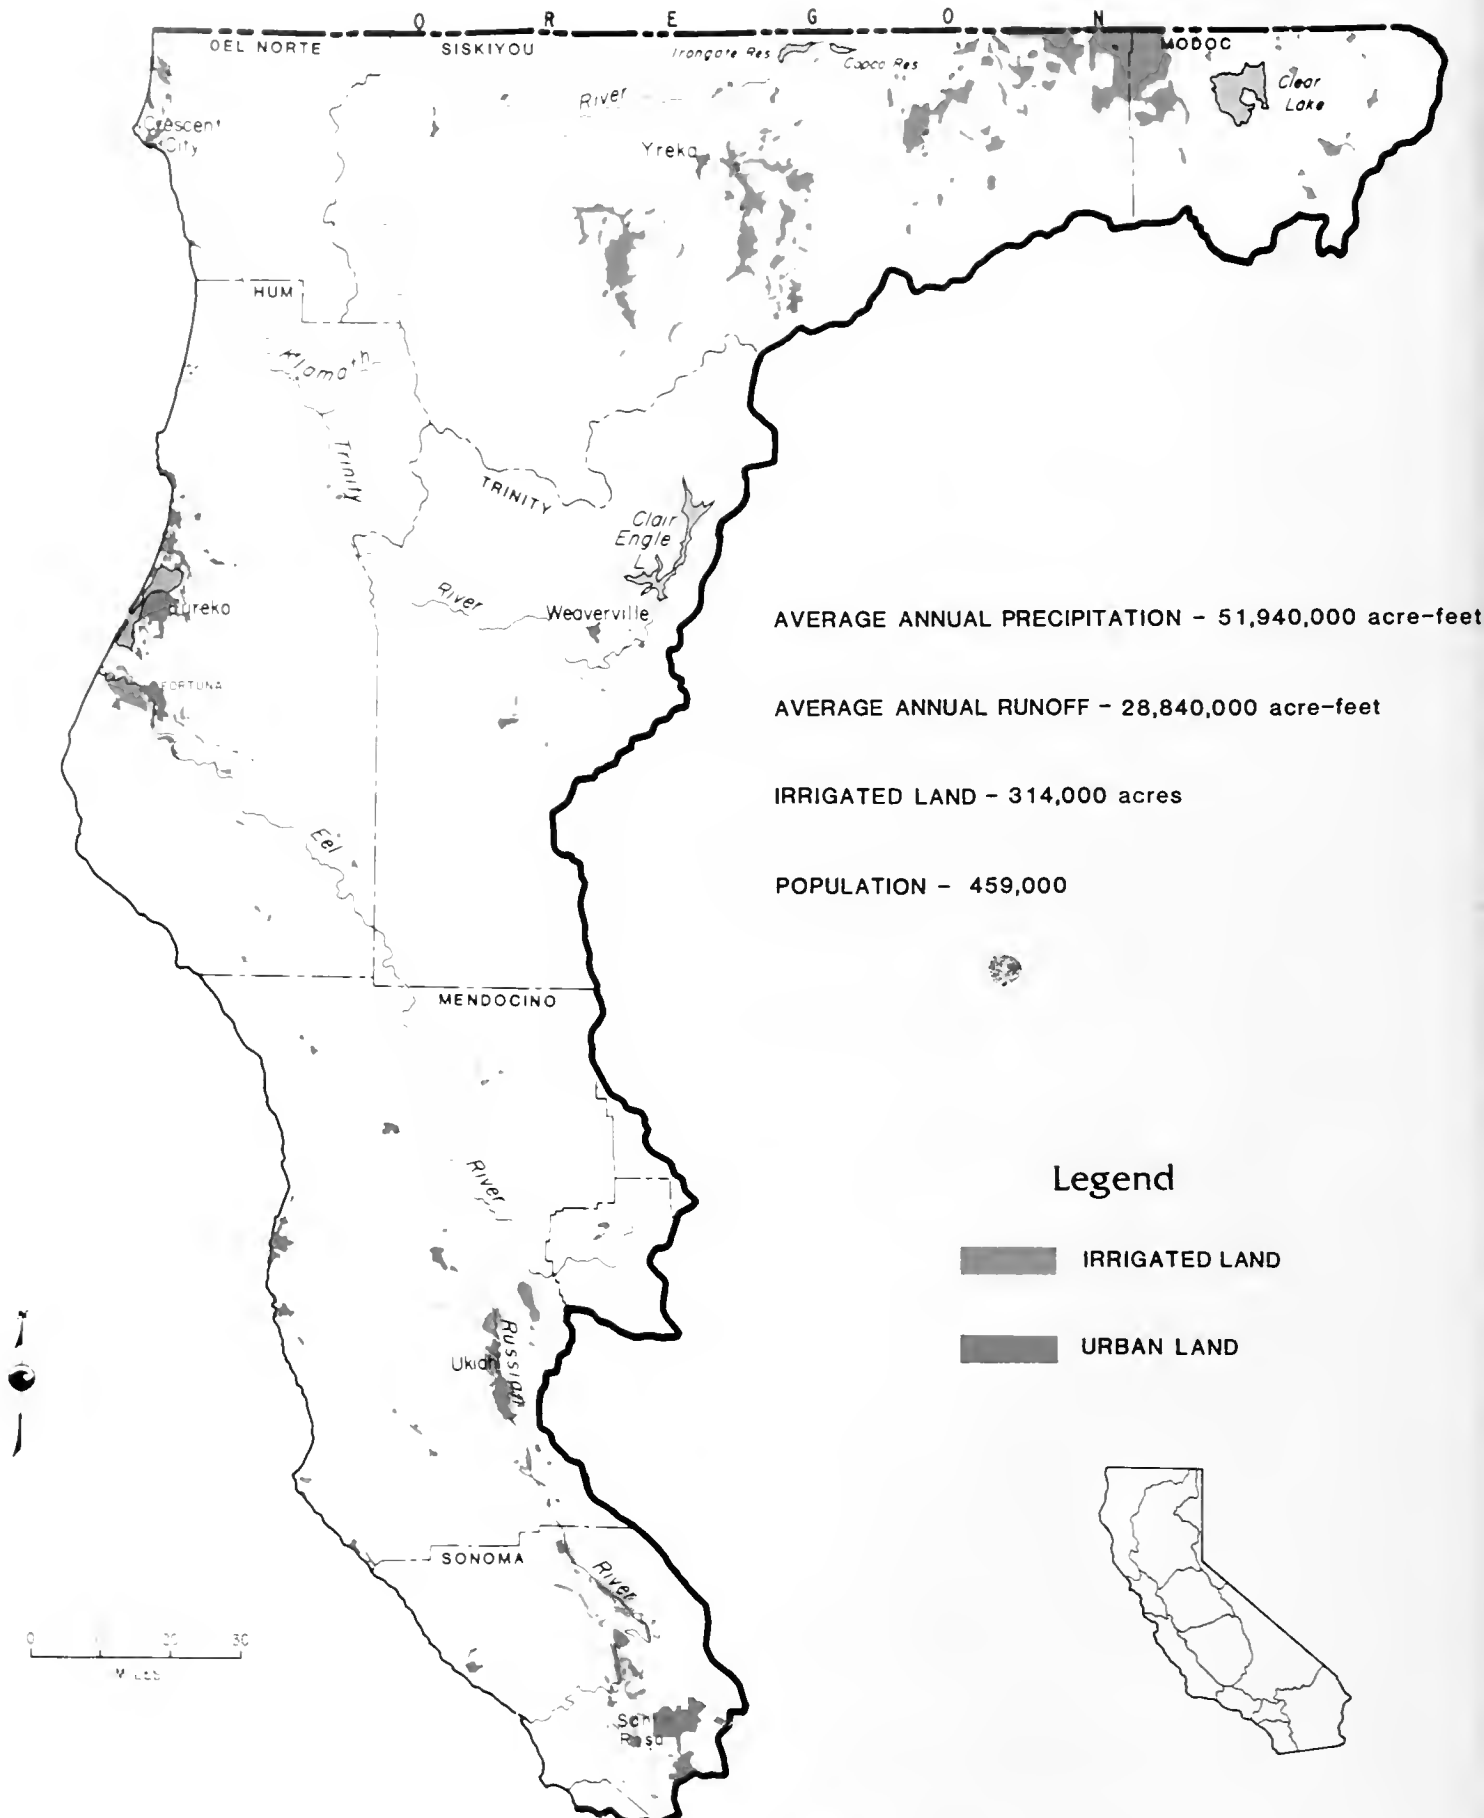 O R E G O N
DEL NORTE
SISKIYOU
Irongate Res
Copco Res
MODOC
Clear
Lake
River
Crescent
City
Yreka
HUM
Klamath
Trinity
TRINITY
Clair
Engle
L
River
Weaverville
Eureka
FORTUNA
AVERAGE ANNUAL PRECIPITATION - 51,940,000 acre-feet
AVERAGE ANNUAL RUNOFF - 28,840,000 acre-feet
IRRIGATED LAND - 314,000 acres
POPULATION - 459,000
Eel
MENDOCINO
River
Legend
IRRIGATED LAND
URBAN LAND
Russian
Ukiah
SONOMA
River
0 20 30
MILES
Santa
Rosa